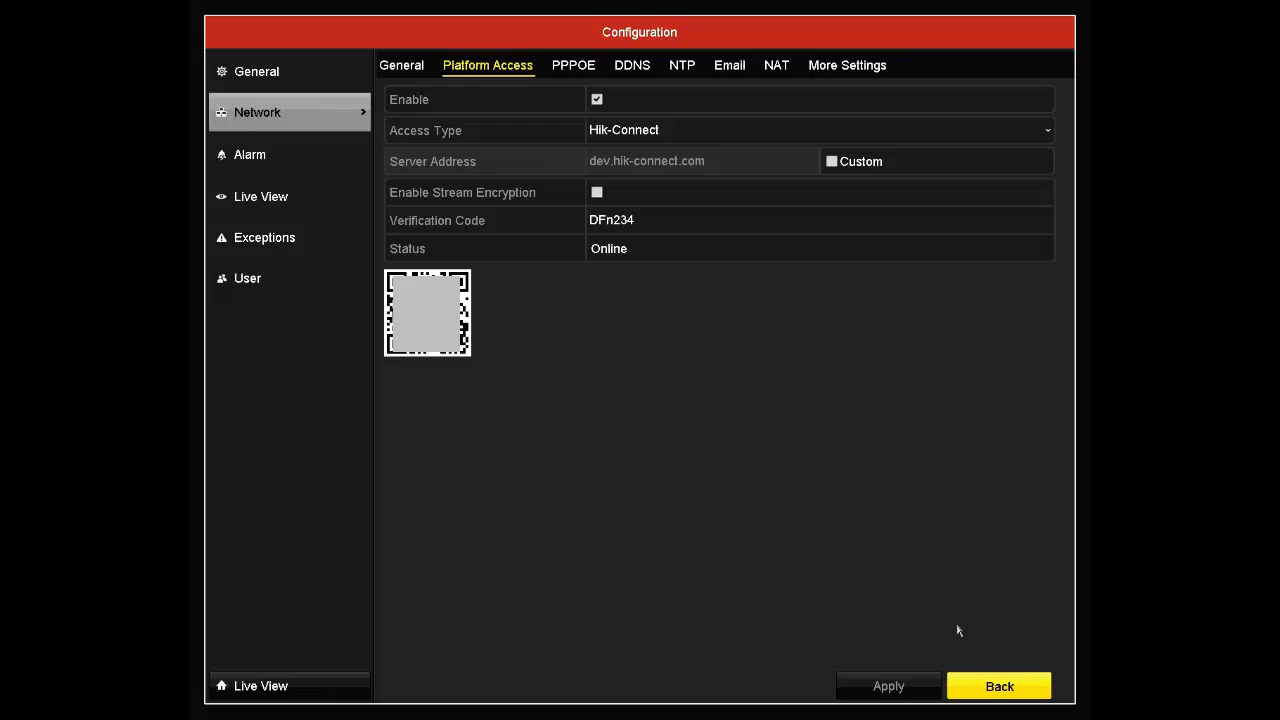 Configuration
General
Network
Alarm
Live View
Exceptions
User
Live View
General Platform Access PPPOE DDNS NTP Email NAT More Settings
Enable
Access Type Hik-Connect
Server Address dev.hik-connect.com Custom
Enable Stream Encryption
Verification Code DFn234
Status Online
Apply Back